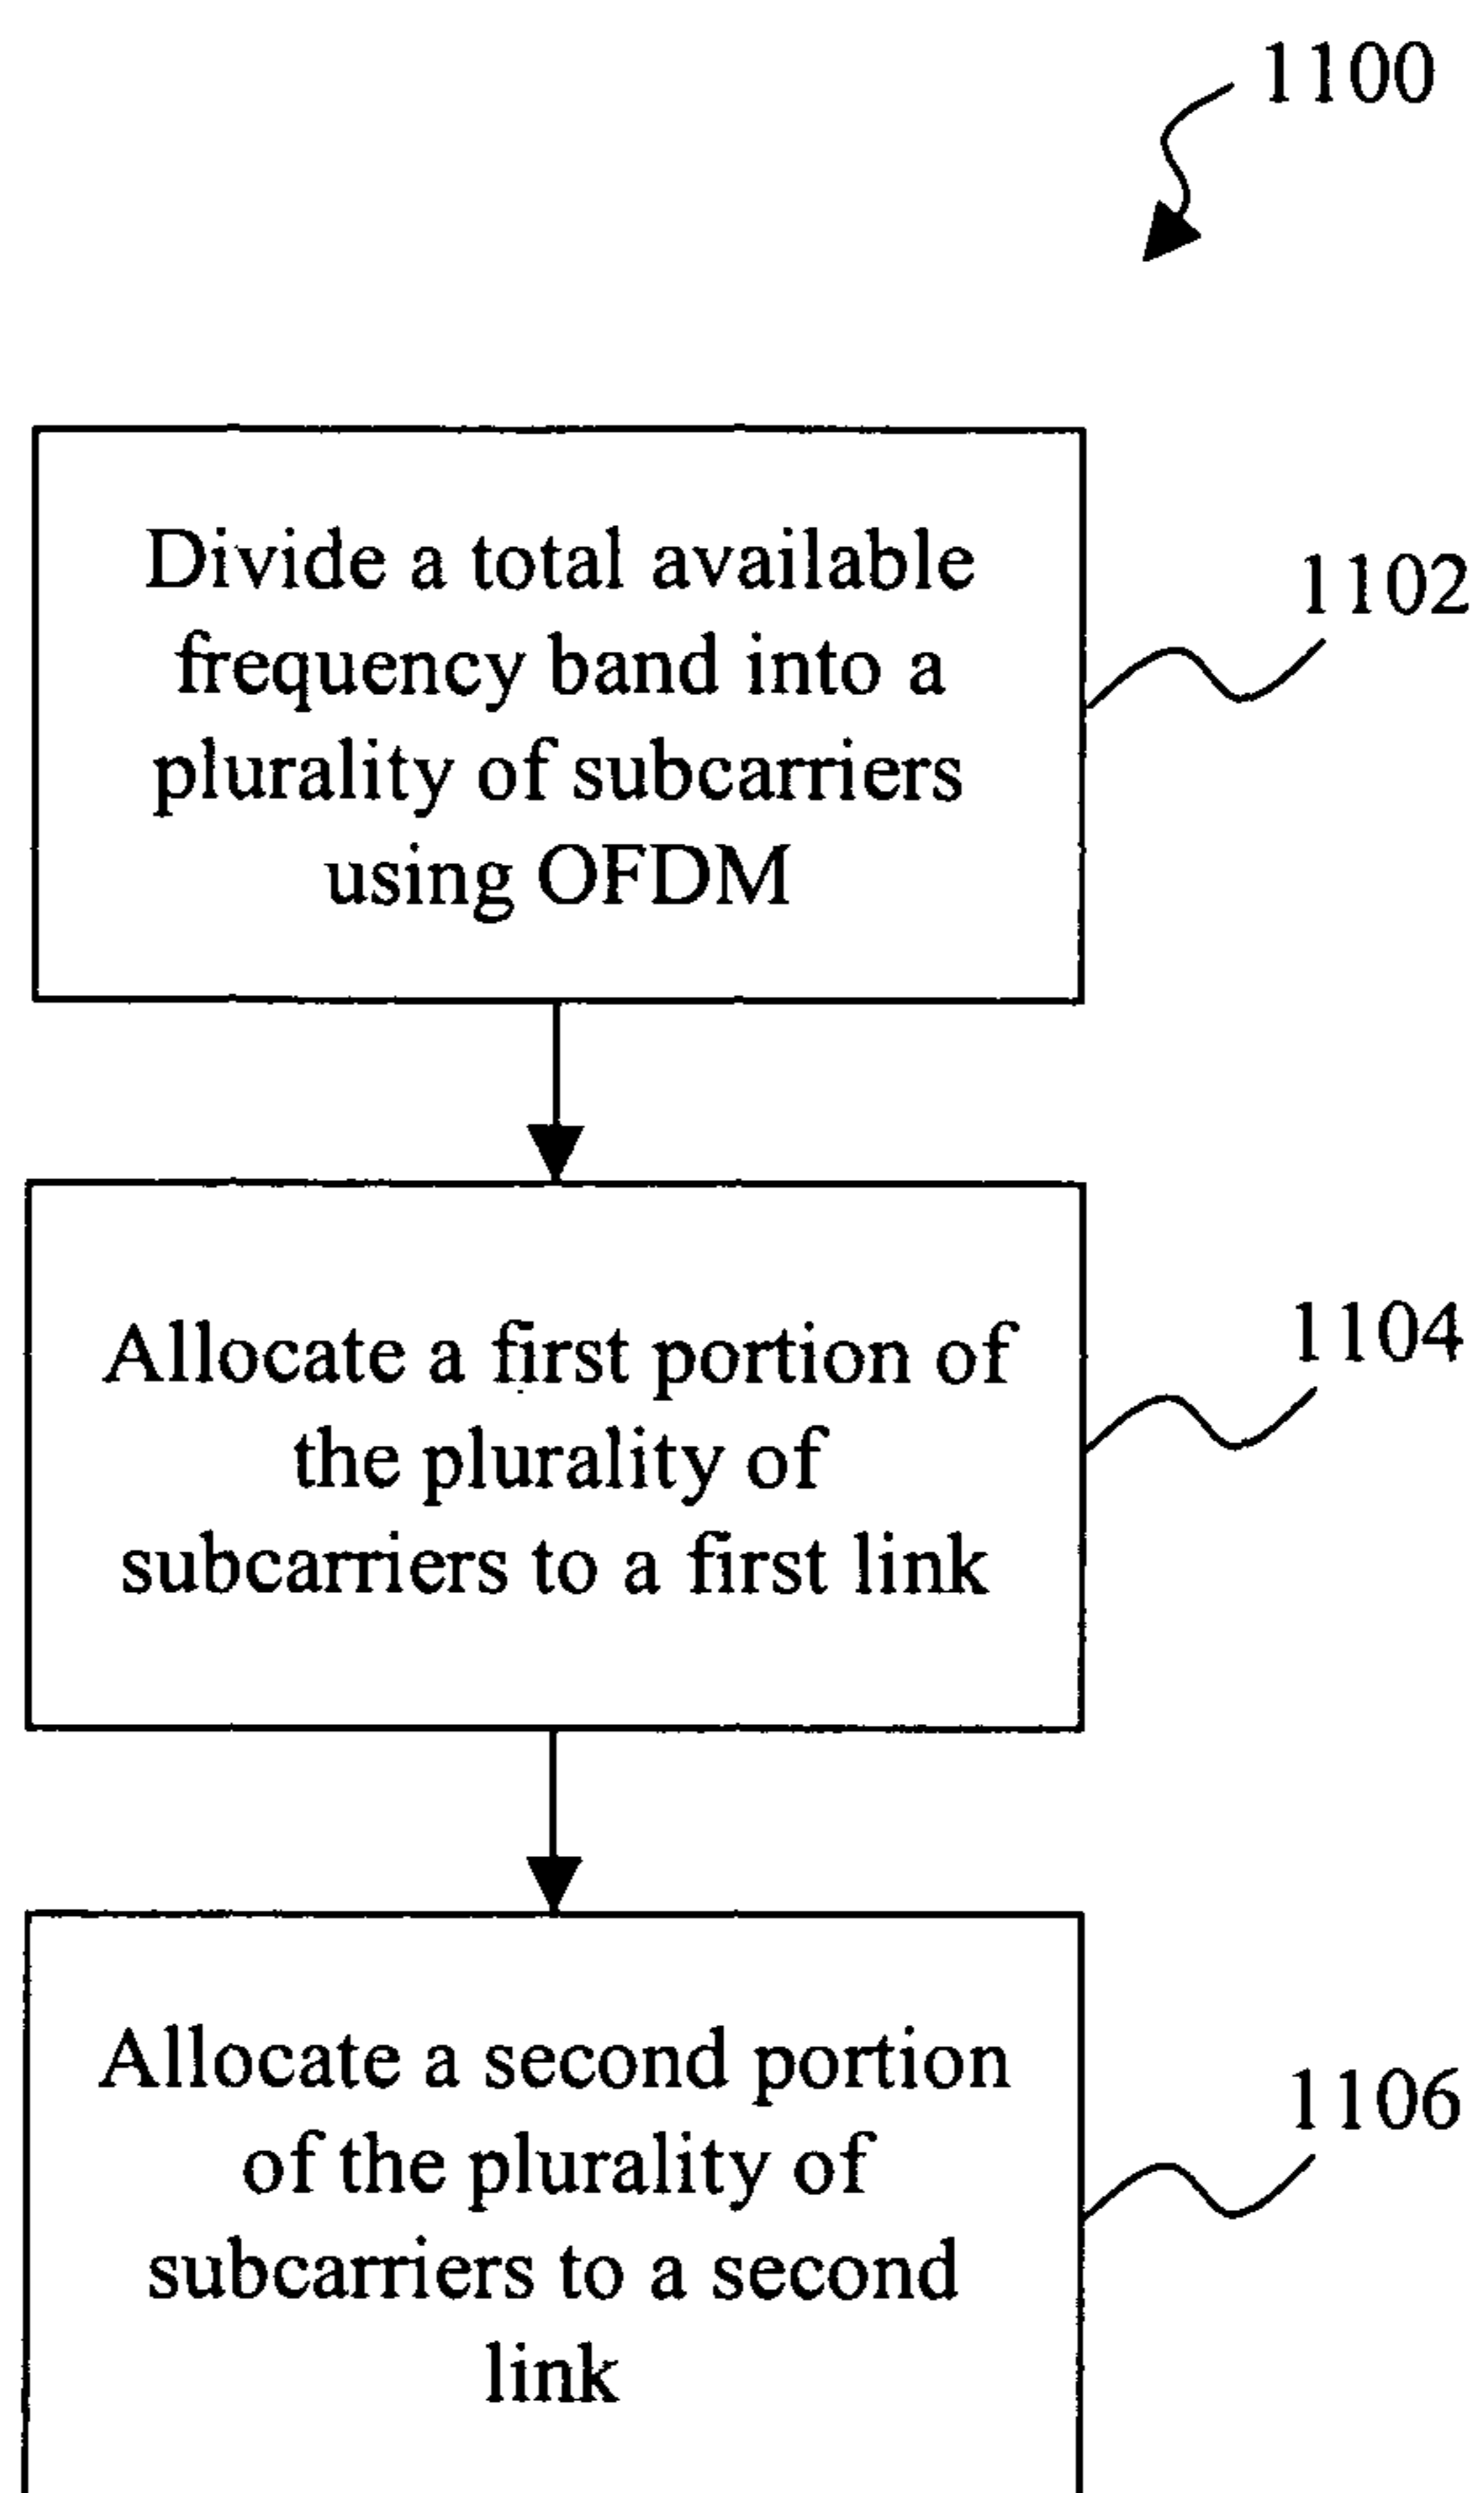 1100
Divide a total available
frequency band into a
plurality of subcarriers
using OFDM
1102
Allocate a first portion of
the plurality of
subcarriers to a first link
1104
Allocate a second portion
of the plurality of
subcarriers to a second
link
1106